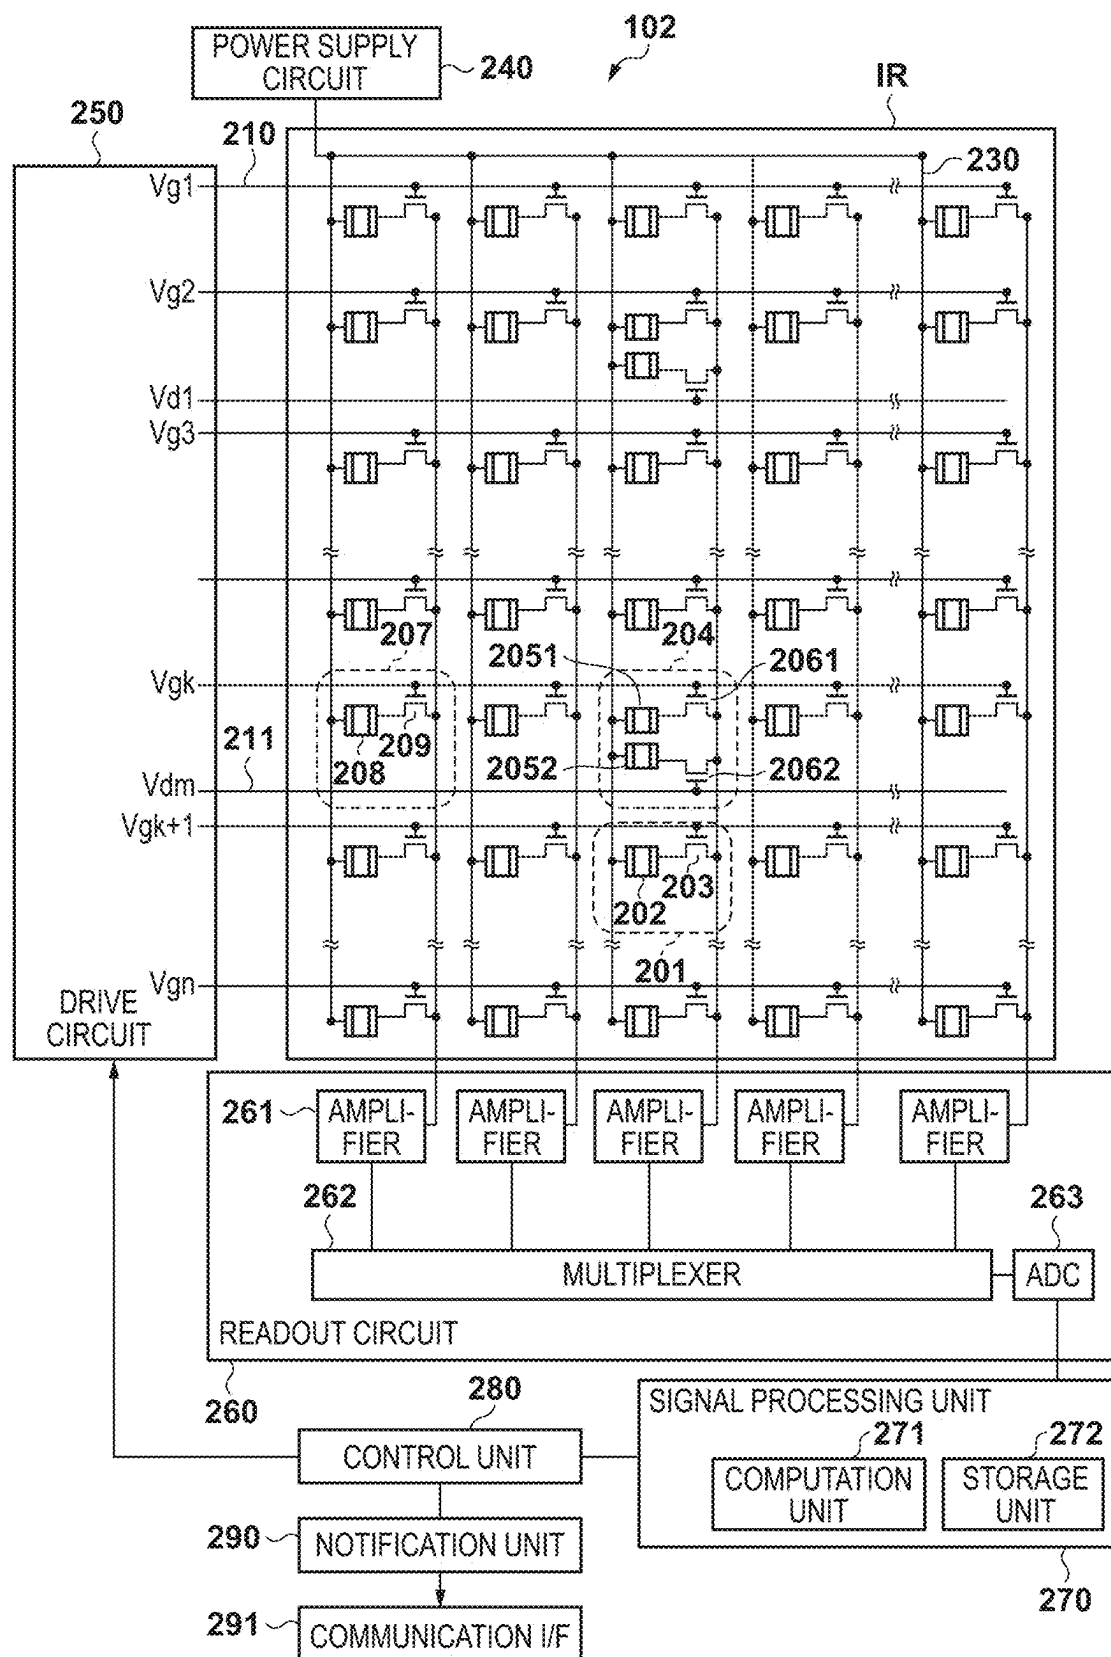 POWER SUPPLY
CIRCUIT
240
102
IR
250
210
230
Vg1
Vg2
Vd1
Vg3
207
204
2051
2061
Vgk
209
208
211
2052
2062
Vdm
Vgk+1
203
202
201
Vgn
DRIVE
CIRCUIT
261
AMPLI-
FIER
AMPLI-
FIER
AMPLI-
FIER
AMPLI-
FIER
AMPLI-
FIER
262
263
MULTIPLEXER
ADC
READOUT CIRCUIT
260
280
SIGNAL PROCESSING UNIT
271
272
CONTROL UNIT
COMPUTATION
UNIT
STORAGE
UNIT
290
NOTIFICATION UNIT
270
291
COMMUNICATION I/F